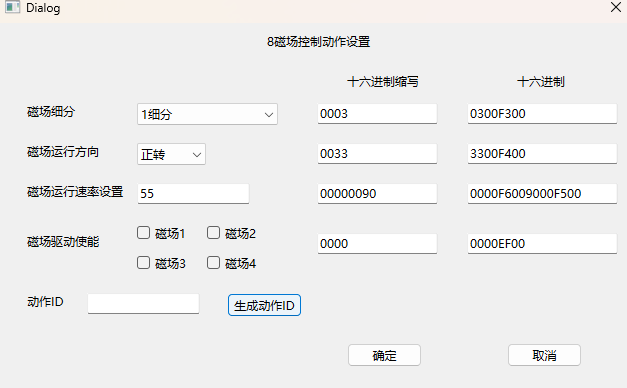 Dialog
8磁场控制动作设置
十六进制缩写 十六进制
磁场细分 1细分 0003 0300F300
磁场运行方向 正转 0033 3300F400
磁场运行速率设置 55 00000090 0000F6009000F500
磁场驱动使能 磁场1 磁场2 0000 0000EF00
磁场3 磁场4
动作ID 生成动作ID
确定 取消